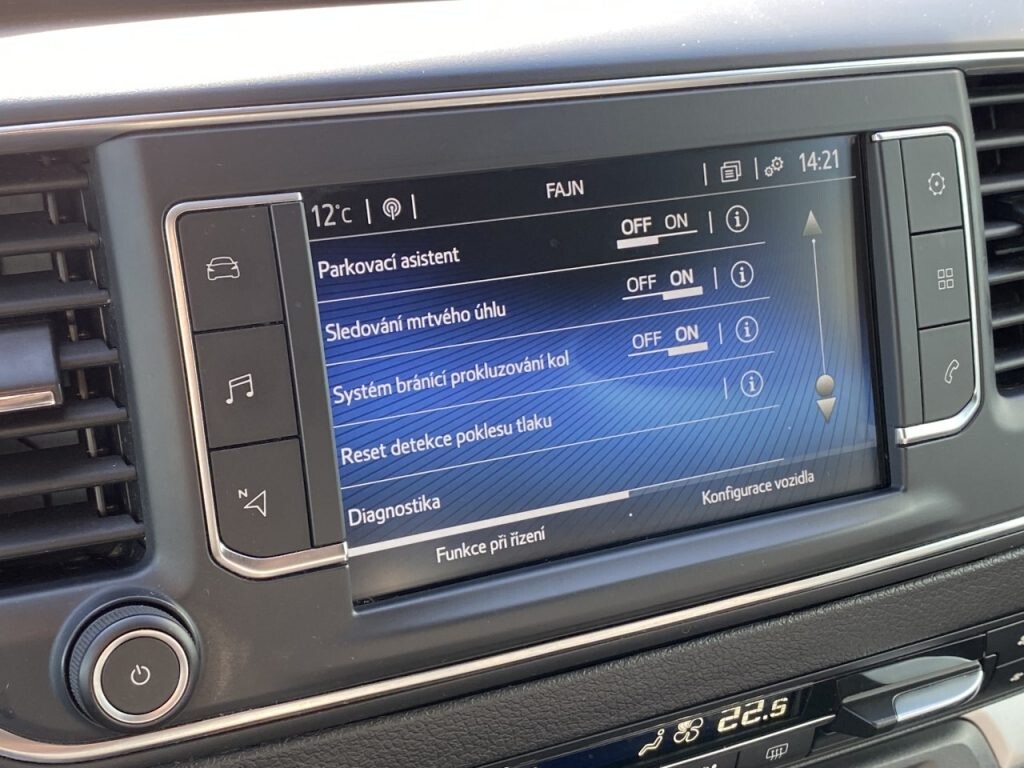 12°C FAJN 14:21
Parkovací asistent OFF ON
Sledování mrtvého úhlu OFF ON
Systém bránící prokluzování kol OFF ON
Reset detekce poklesu tlaku
Diagnostika
Funkce při řízení Konfigurace vozidla
N
22.5